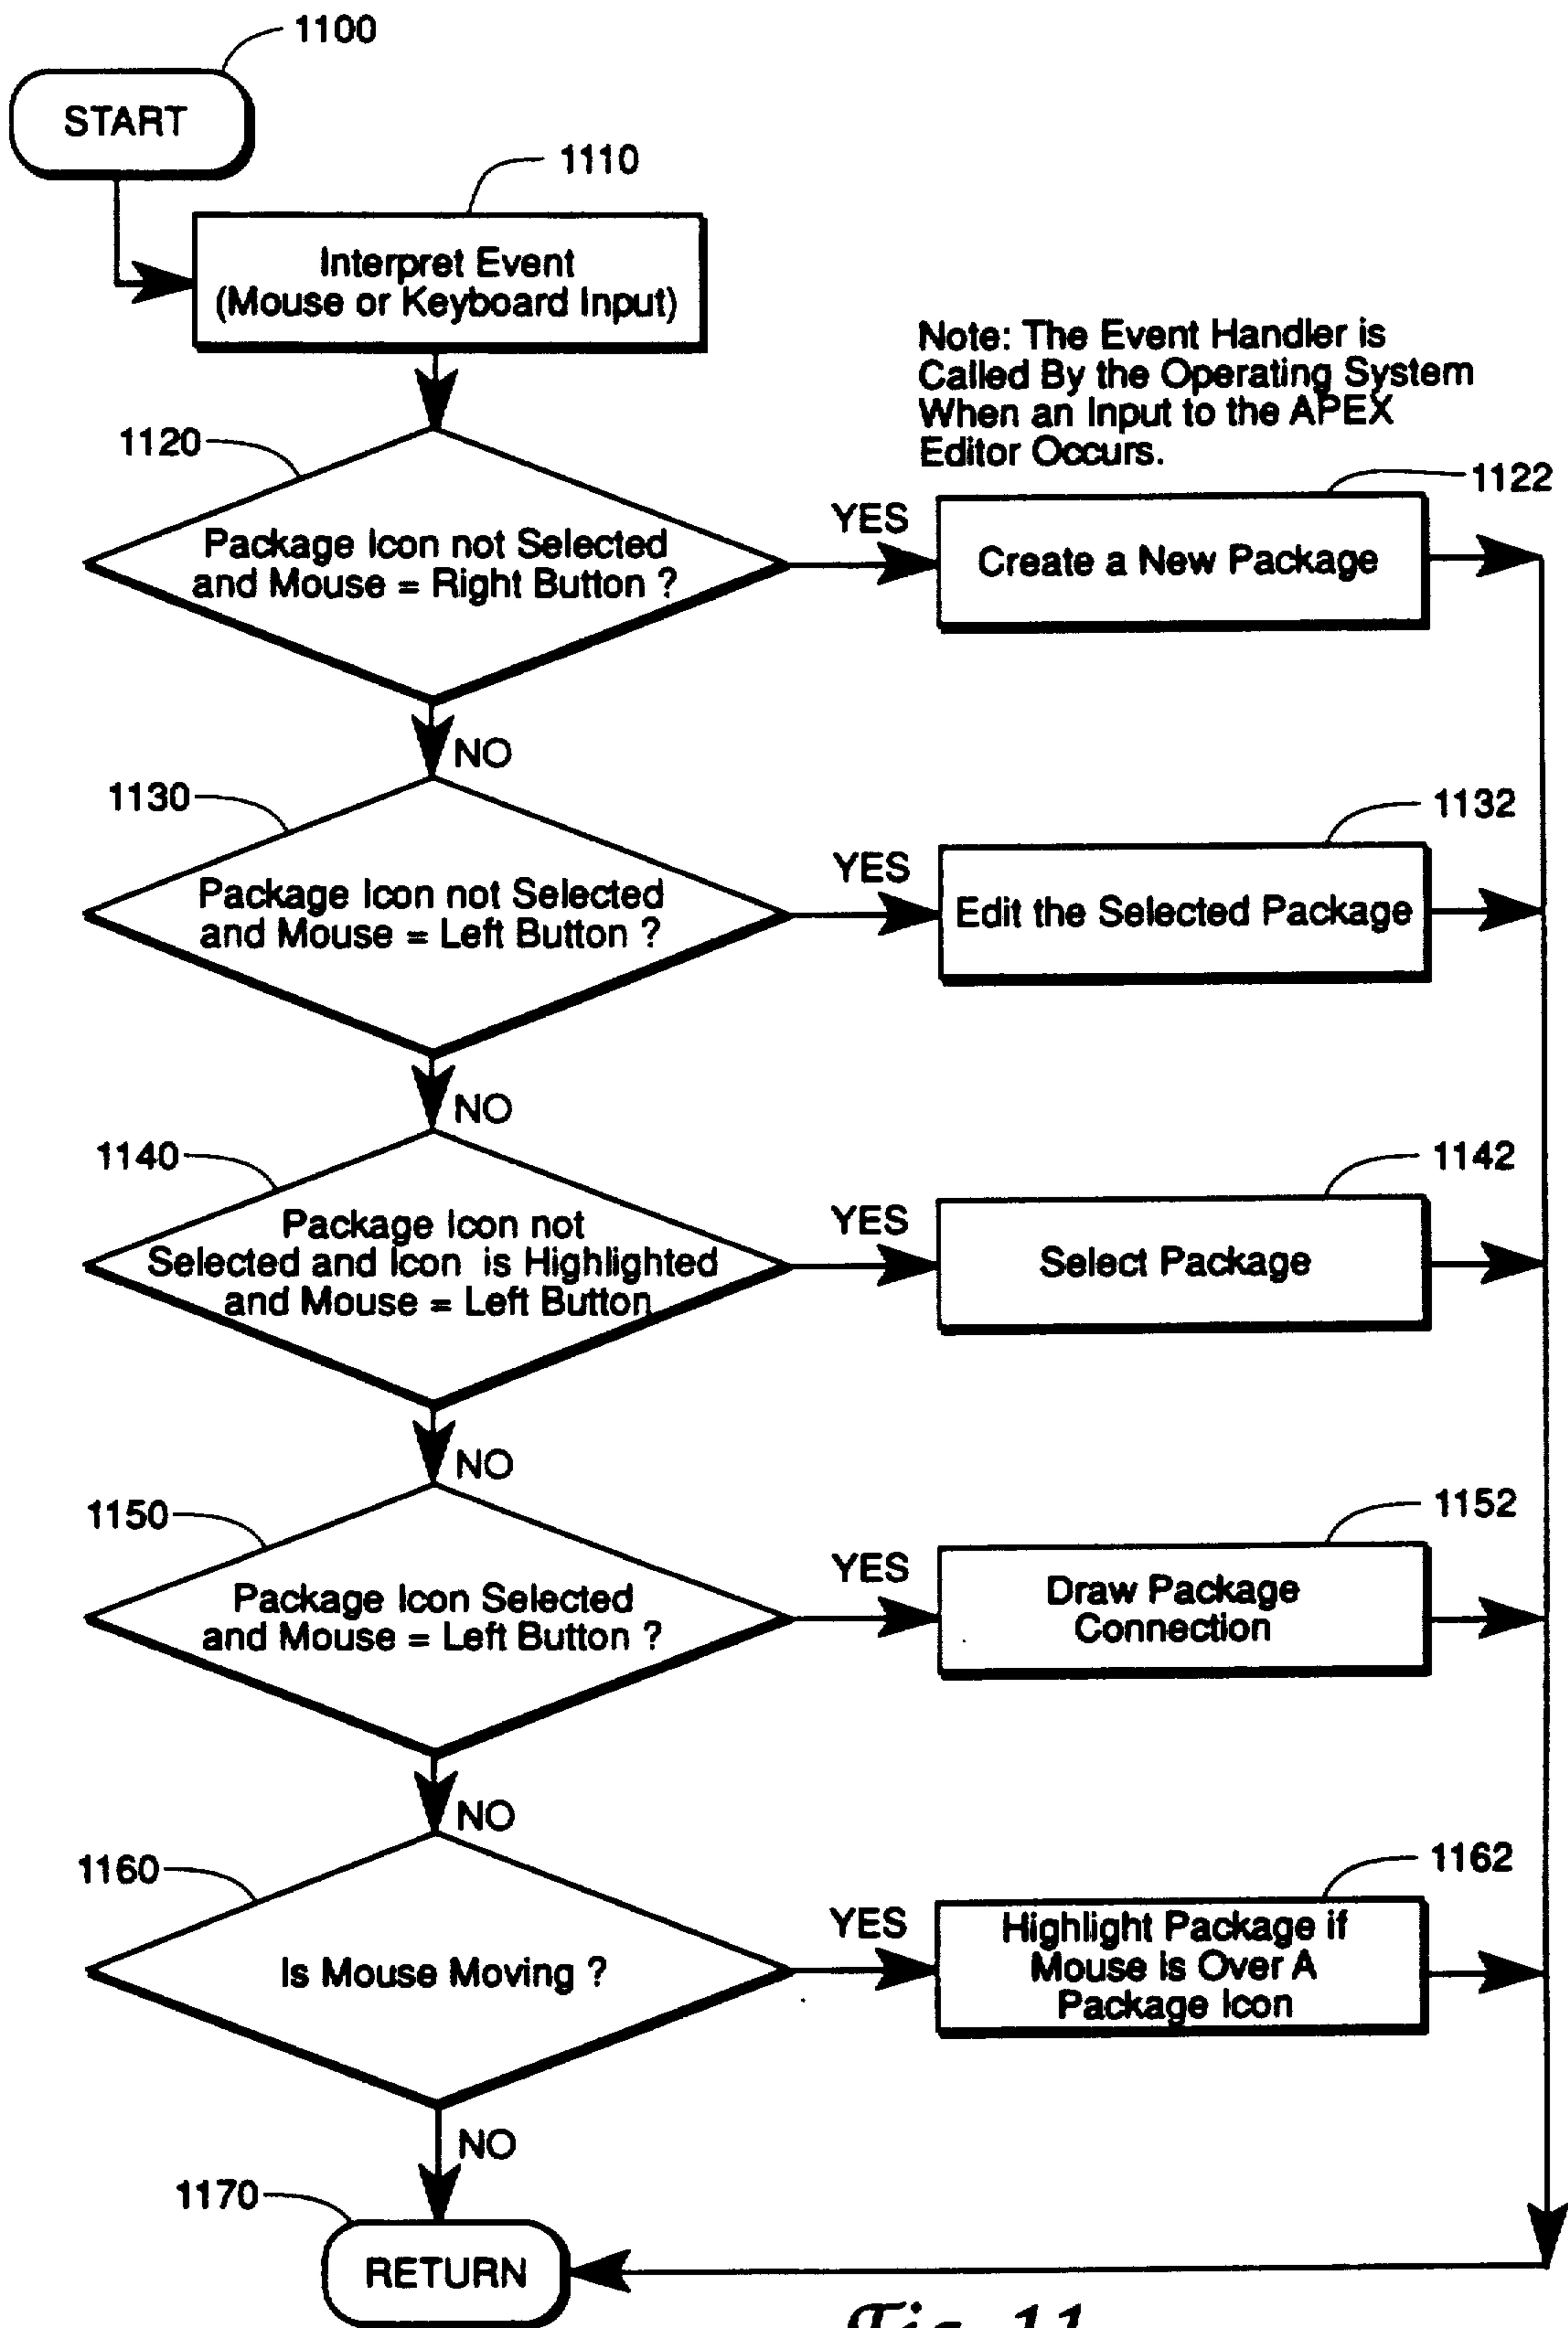 1100
START
1110
Interpret Event
(Mouse or Keyboard Input)
Note: The Event Handler is
Called By the Operating System
When an Input to the APEX
Editor Occurs.
1120
Package Icon not Selected
and Mouse = Right Button ?
YES
1122
Create a New Package
NO
1130
Package Icon not Selected
and Mouse = Left Button ?
YES
1132
Edit the Selected Package
NO
1140
Package Icon not
Selected and Icon is Highlighted
and Mouse = Left Button
YES
1142
Select Package
NO
1150
Package Icon Selected
and Mouse = Left Button ?
YES
1152
Draw Package
Connection
NO
1160
Is Mouse Moving ?
YES
1162
Highlight Package if
Mouse is Over A
Package Icon
NO
1170
RETURN
Fig. 11